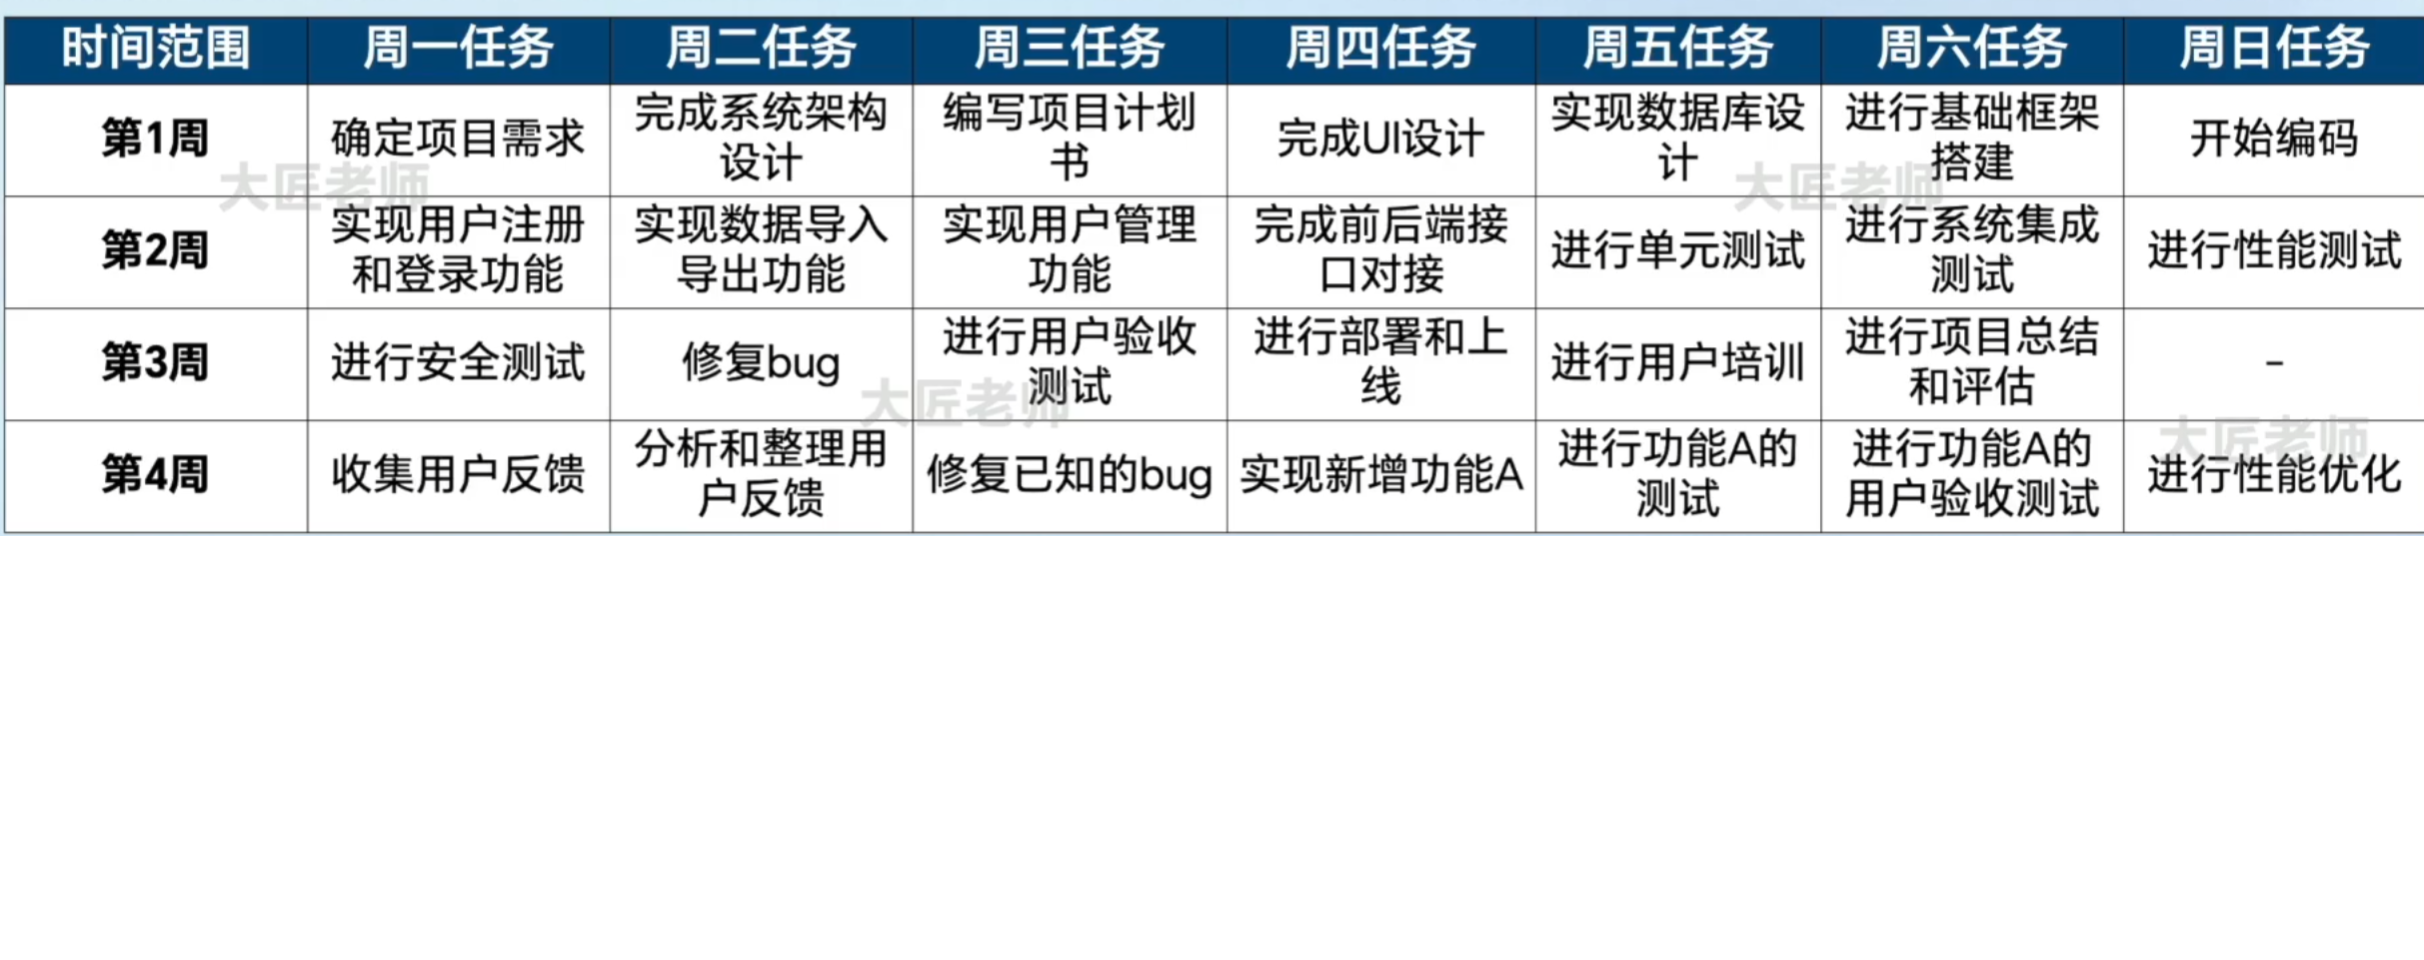 时间范围 周一任务 周二任务 周三任务 周四任务 周五任务 周六任务 周日任务
第1周 确定项目需求 完成系统架构设计 编写项目计划书 完成UI设计 实现数据库设计 进行基础框架搭建 开始编码
第2周 实现用户注册和登录功能 实现数据导入导出功能 实现用户管理功能 完成前后端接口对接 进行单元测试 进行系统集成测试 进行性能测试
第3周 进行安全测试 修复bug 进行用户验收测试 进行部署和上线 进行用户培训 进行项目总结和评估 -
第4周 收集用户反馈 分析和整理用户反馈 修复已知的bug 实现新增功能A 进行功能A的测试 进行功能A的用户验收测试 进行性能优化
大匠老师
大匠老师
大匠老师
大匠老师